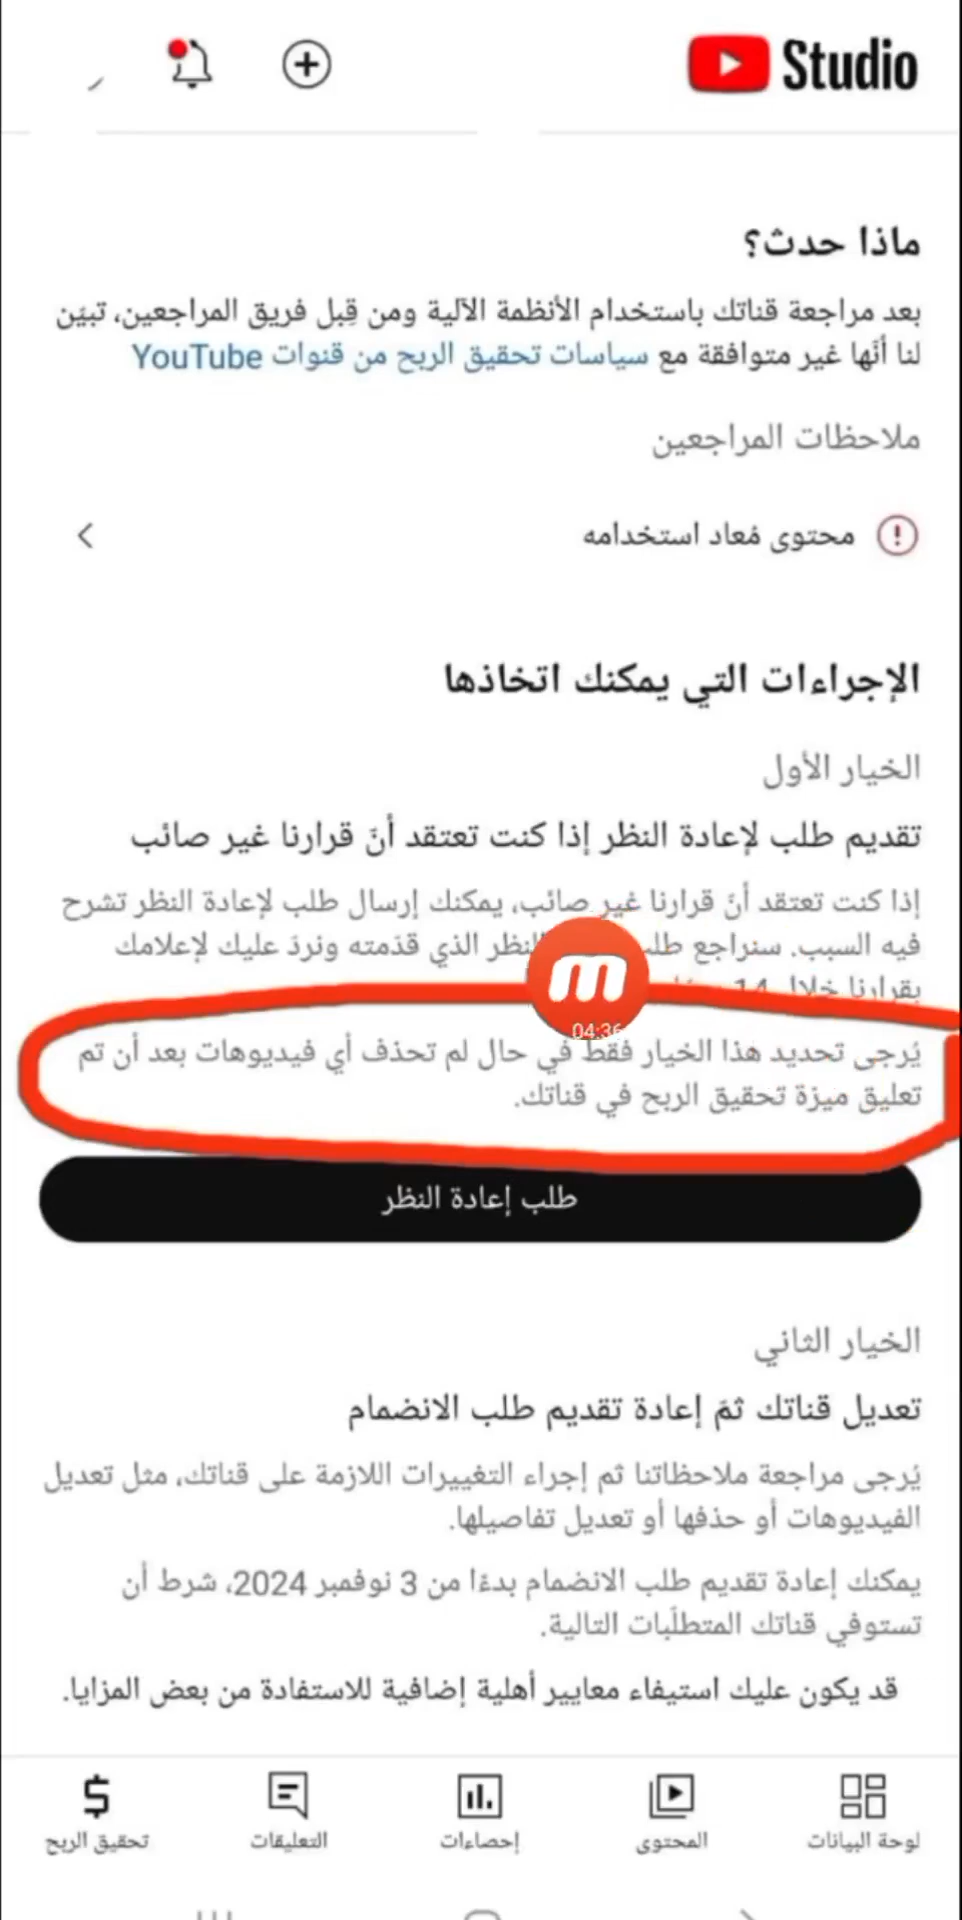 Studio
ماذا حدث؟
بعد مراجعة قناتك باستخدام الأنظمة الآلية ومن قِبل فريق المراجعين، تبيّن
لنا أنّها غير متوافقة مع سياسات تحقيق الربح من قنوات YouTube
ملاحظات المراجعين
محتوى مُعاد استخدامه
الإجراءات التي يمكنك اتخاذها
الخيار الأول
تقديم طلب لإعادة النظر إذا كنت تعتقد أنّ قرارنا غير صائب
إذا كنت تعتقد أنّ قرارنا غير صائب، يمكنك إرسال طلب لإعادة النظر تشرح
فيه السبب. سنراجع النظر الذي قدّمته ونردّ عليك لإعلامك
بقرارنا خلال 14
04:36
يُرجى تحديد هذا الخيار فقط في حال لم تحذف أي فيديوهات بعد أن تم
تعليق ميزة تحقيق الربح في قناتك.
طلب إعادة النظر
الخيار الثاني
تعديل قناتك ثمّ إعادة تقديم طلب الانضمام
يُرجى مراجعة ملاحظاتنا ثم إجراء التغييرات اللازمة على قناتك، مثل تعديل
الفيديوهات أو حذفها أو تعديل تفاصيلها.
يمكنك إعادة تقديم طلب الانضمام بدءًا من 3 نوفمبر 2024، شرط أن
تستوفي قناتك المتطلّبات التالية.
قد يكون عليك استيفاء معايير أهلية إضافية للاستفادة من بعض المزايا.
لوحة البيانات
المحتوى
إحصاءات
التعليقات
تحقيق الربح